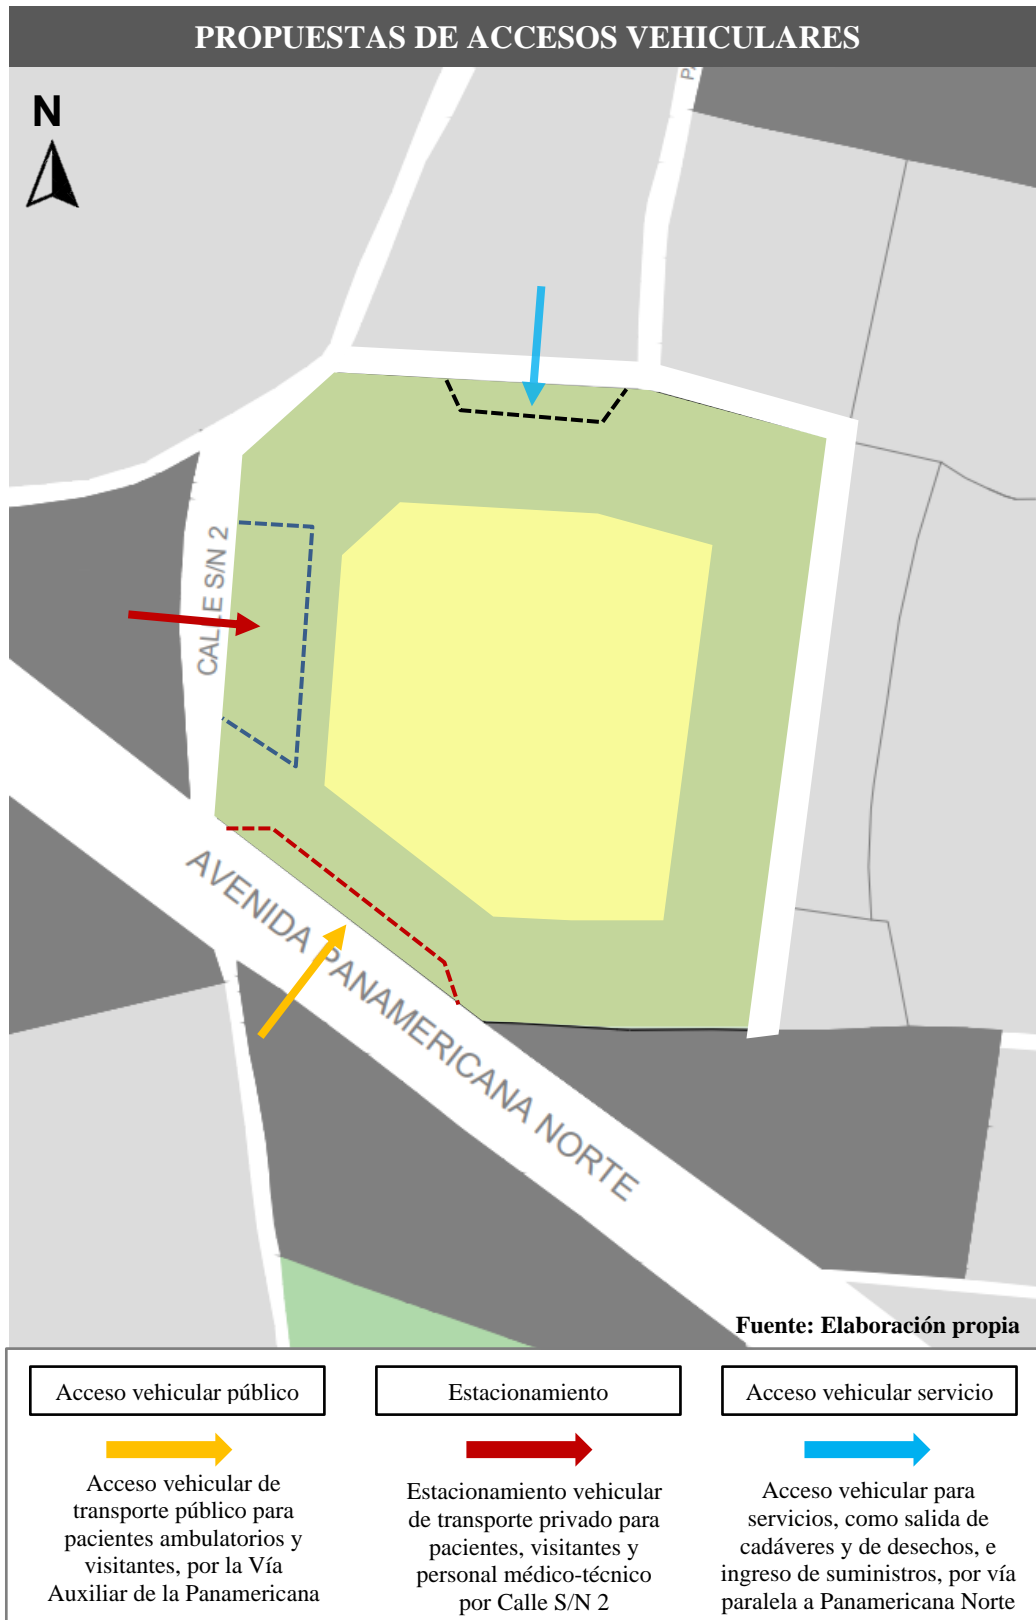 PROPUESTAS DE ACCESOS VEHICULARES
N
PA
CALLE S/N 2
AVENIDA PANAMERICANA NORTE
Fuente: Elaboración propia
Acceso vehicular público
Acceso vehicular de
transporte público para
pacientes ambulatorios y
visitantes, por la Vía
Auxiliar de la Panamericana
Estacionamiento
Estacionamiento vehicular
de transporte privado para
pacientes, visitantes y
personal médico-técnico
por Calle S/N 2
Acceso vehicular servicio
Acceso vehicular para
servicios, como salida de
cadáveres y de desechos, e
ingreso de suministros, por vía
paralela a Panamericana Norte